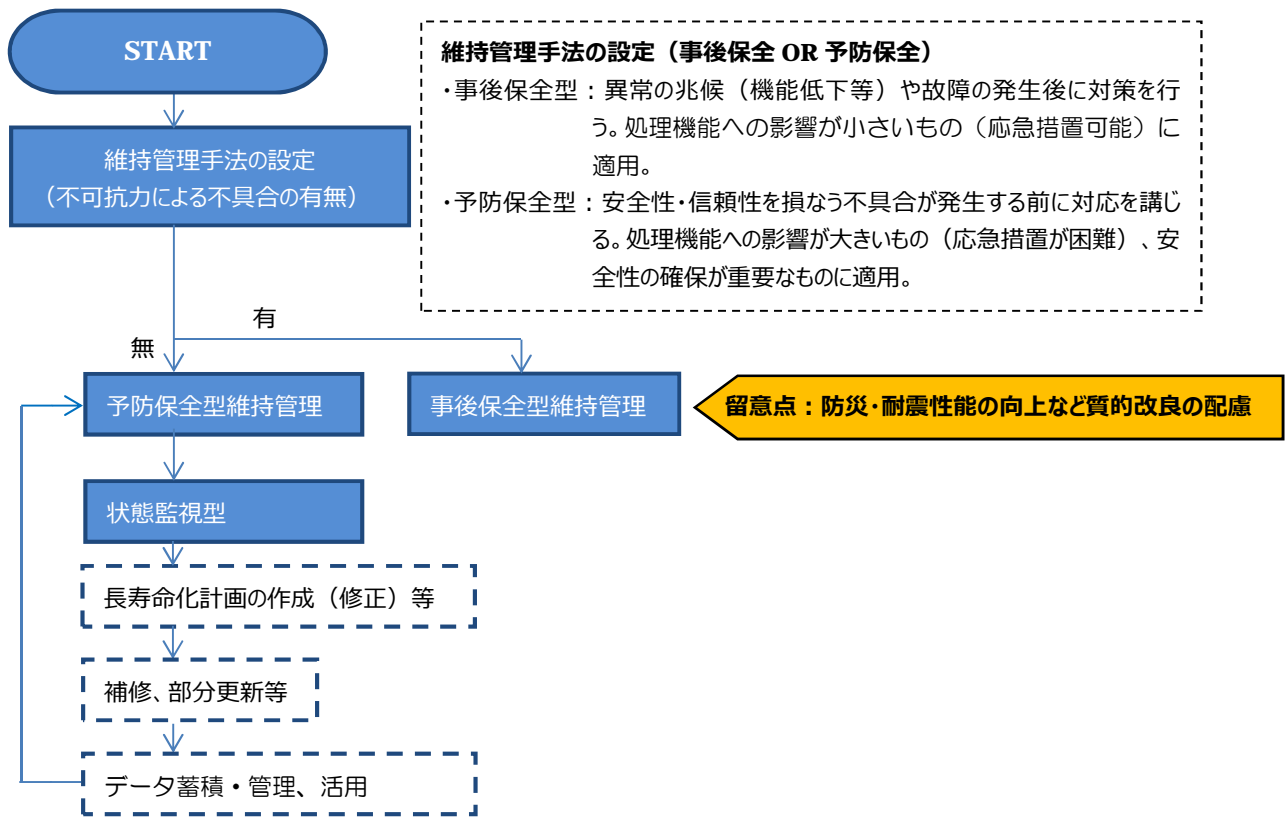 START
維持管理手法の設定
（不可抗力による不具合の有無）
維持管理手法の設定（事後保全 OR 予防保全）
・事後保全型：異常の兆候（機能低下等）や故障の発生後に対策を行
う。処理機能への影響が小さいもの（応急措置可能）に
適用。
・予防保全型：安全性・信頼性を損なう不具合が発生する前に対応を講じ
る。処理機能への影響が大きいもの（応急措置が困難）、安
全性の確保が重要なものに適用。
有
無
予防保全型維持管理
事後保全型維持管理
留意点：防災・耐震性能の向上など質的改良の配慮
状態監視型
長寿命化計画の作成（修正）等
補修、部分更新等
データ蓄積・管理、活用